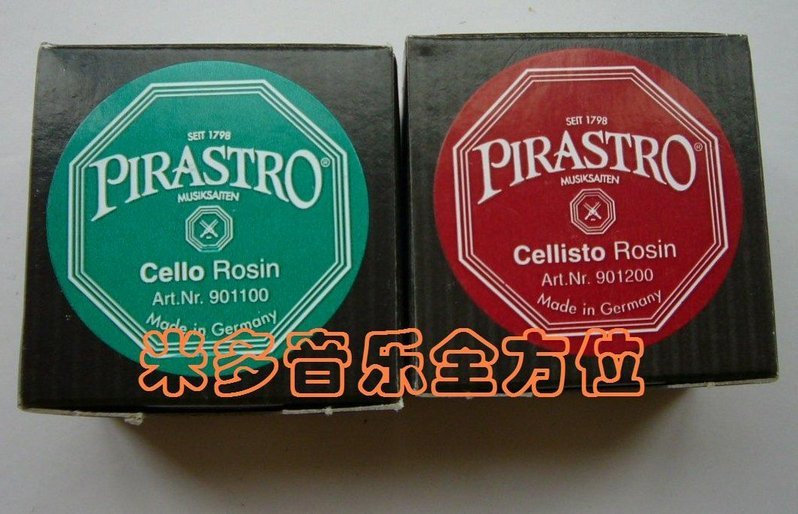 SEIT 1798
PIRASTRO®
MUSIKSAITEN
Cello Rosin
Art.Nr. 901100
Made in Germany
SEIT 1798
PIRASTRO®
MUSIKSAITEN
Cellisto Rosin
Art.Nr. 901200
Made in Germany
米多音乐全方位